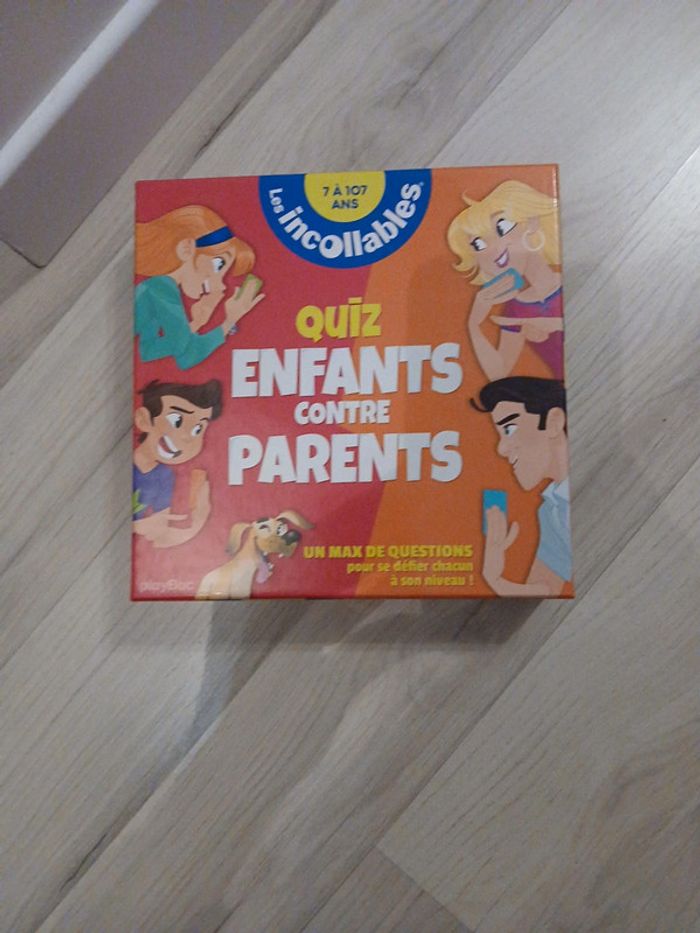 7 À 107
ANS
Les
incollables®
QUIZ
ENFANTS
CONTRE
PARENTS
UN MAX DE QUESTIONS
pour se défier chacun
à son niveau !
playBac